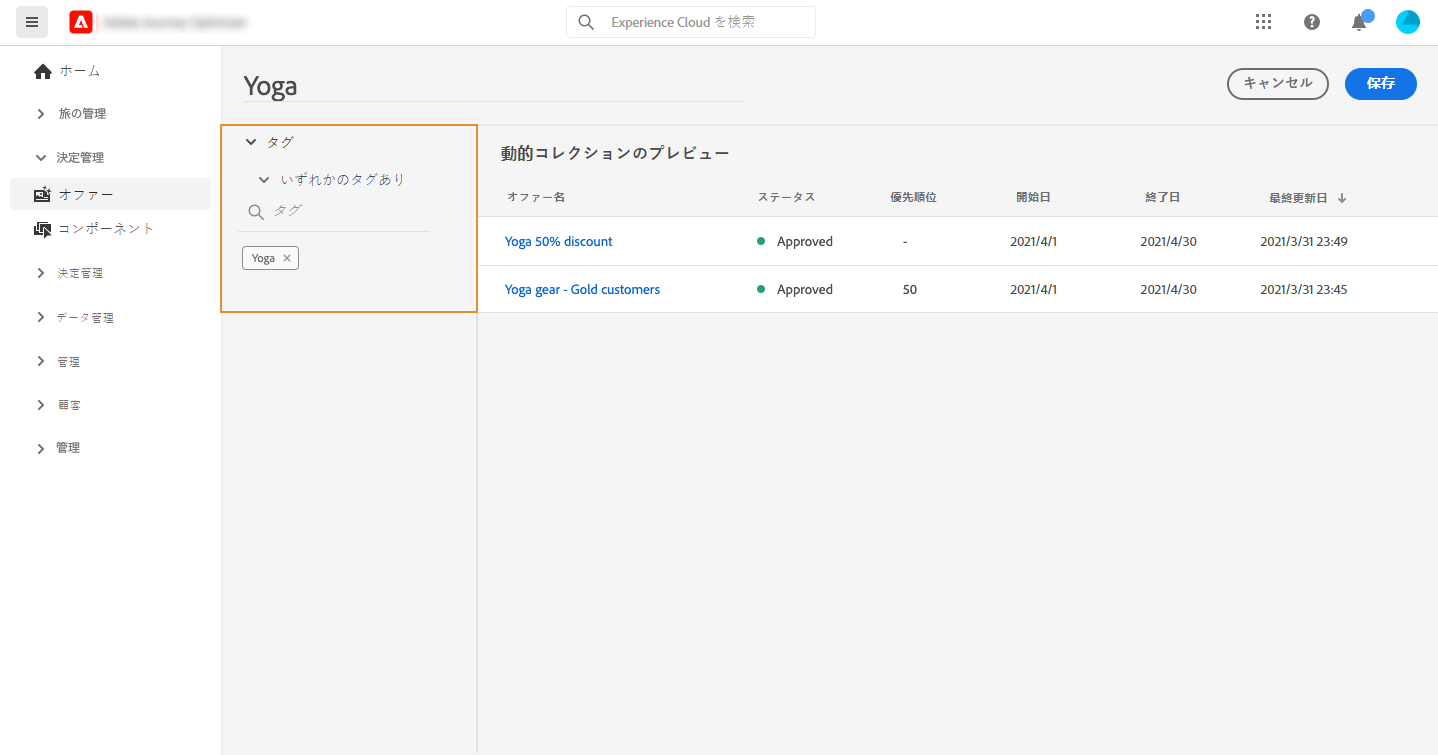 Experience Cloud を検索
ホーム
旅の管理
決定管理
オファー
コンポーネント
決定管理
データ管理
管理
顧客
管理
Yoga
キャンセル
保存
タグ
いずれかのタグあり
タグ
Yoga
動的コレクションのプレビュー
オファー名 ステータス 優先順位 開始日 終了日 最終更新日
Yoga 50% discount Approved - 2021/4/1 2021/4/30 2021/3/31 23:49
Yoga gear - Gold customers Approved 50 2021/4/1 2021/4/30 2021/3/31 23:45